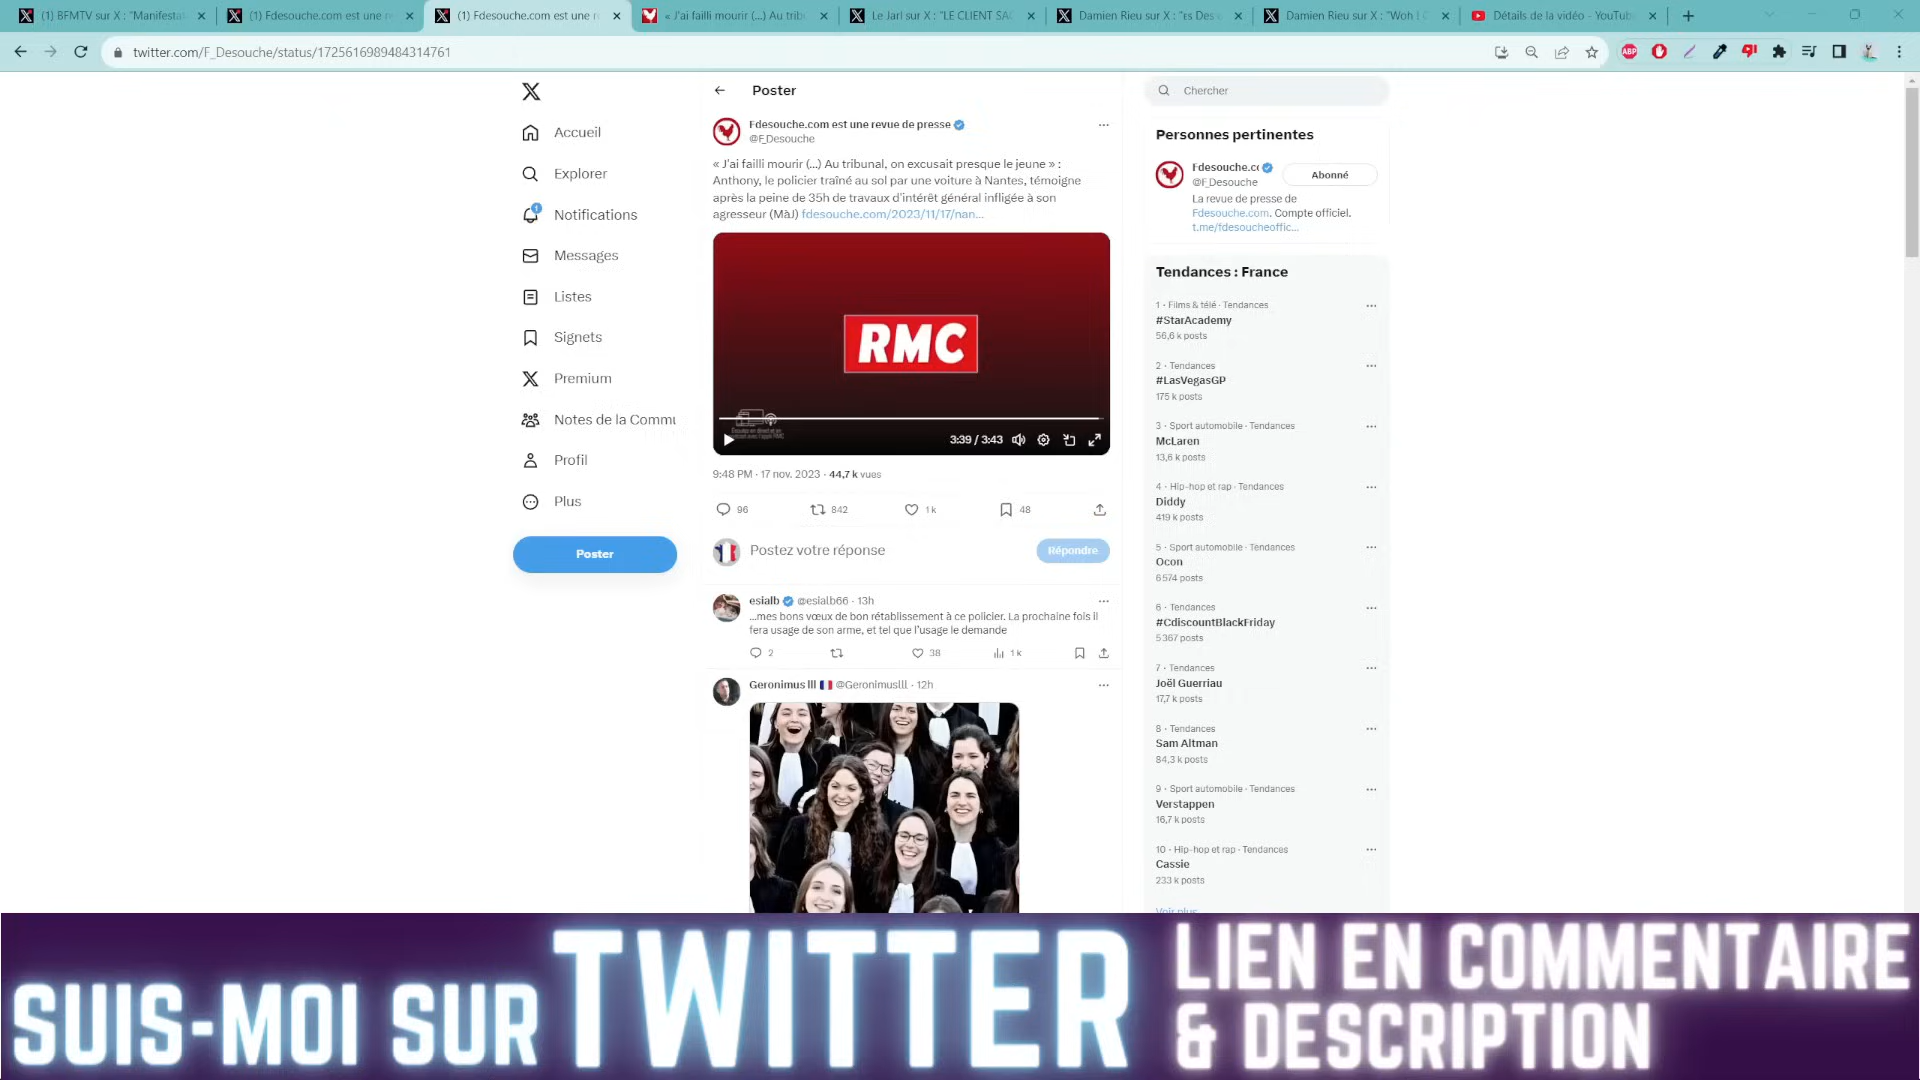 (1) BFMTV sur X : "Manifestat
(1) Fdesouche.com est une re
(1) Fdesouche.com est une re
« J'ai failli mourir (...) Au tribu
Le Jarl sur X : "LE CLIENT SAC
Damien Rieu sur X :
Damien Rieu sur X : "Woh !
Détails de la vidéo - YouTube
twitter.com/F_Desouche/status/1725616989484314761
ABP
Accueil
Explorer
1
Notifications
Messages
Listes
Signets
Premium
Notes de la Commu
Profil
Plus
Poster
Poster
Fdesouche.com est une revue de presse
@F_Desouche
« J'ai failli mourir (...) Au tribunal, on excusait presque le jeune » :
Anthony, le policier traîné au sol par une voiture à Nantes, témoigne
après la peine de 35h de travaux d'intérêt général infligée à son
agresseur (MàJ) fdesouche.com/2023/11/17/nan...
RMC
3:39 / 3:43
9:48 PM · 17 nov. 2023 · 44,7 k vues
96 842 1 k 48
Postez votre réponse
Répondre
esialb @esialb66 · 13h
...mes bons vœux de bon rétablissement à ce policier. La prochaine fois il
fera usage de son arme, et tel que l'usage le demande
2 38 1 k
Geronimus lll @Geronimuslll · 12h
Chercher
Personnes pertinentes
Fdesouche.cc
@F_Desouche
Abonné
La revue de presse de
Fdesouche.com. Compte officiel.
t.me/fdesoucheoffic...
Tendances : France
1 · Films & télé · Tendances
#StarAcademy
56,6 k posts
2 · Tendances
#LasVegasGP
175 k posts
3 · Sport automobile · Tendances
McLaren
13,6 k posts
4 · Hip-hop et rap · Tendances
Diddy
419 k posts
5 · Sport automobile · Tendances
Ocon
6 574 posts
6 · Tendances
#CdiscountBlackFriday
5 367 posts
7 · Tendances
Joël Guerriau
17,7 k posts
8 · Tendances
Sam Altman
84,3 k posts
9 · Sport automobile · Tendances
Verstappen
16,7 k posts
10 · Hip-hop et rap · Tendances
Cassie
233 k posts
Voir plus
SUIS-MOI SUR TWITTER
LIEN EN COMMENTAIRE
& DESCRIPTION